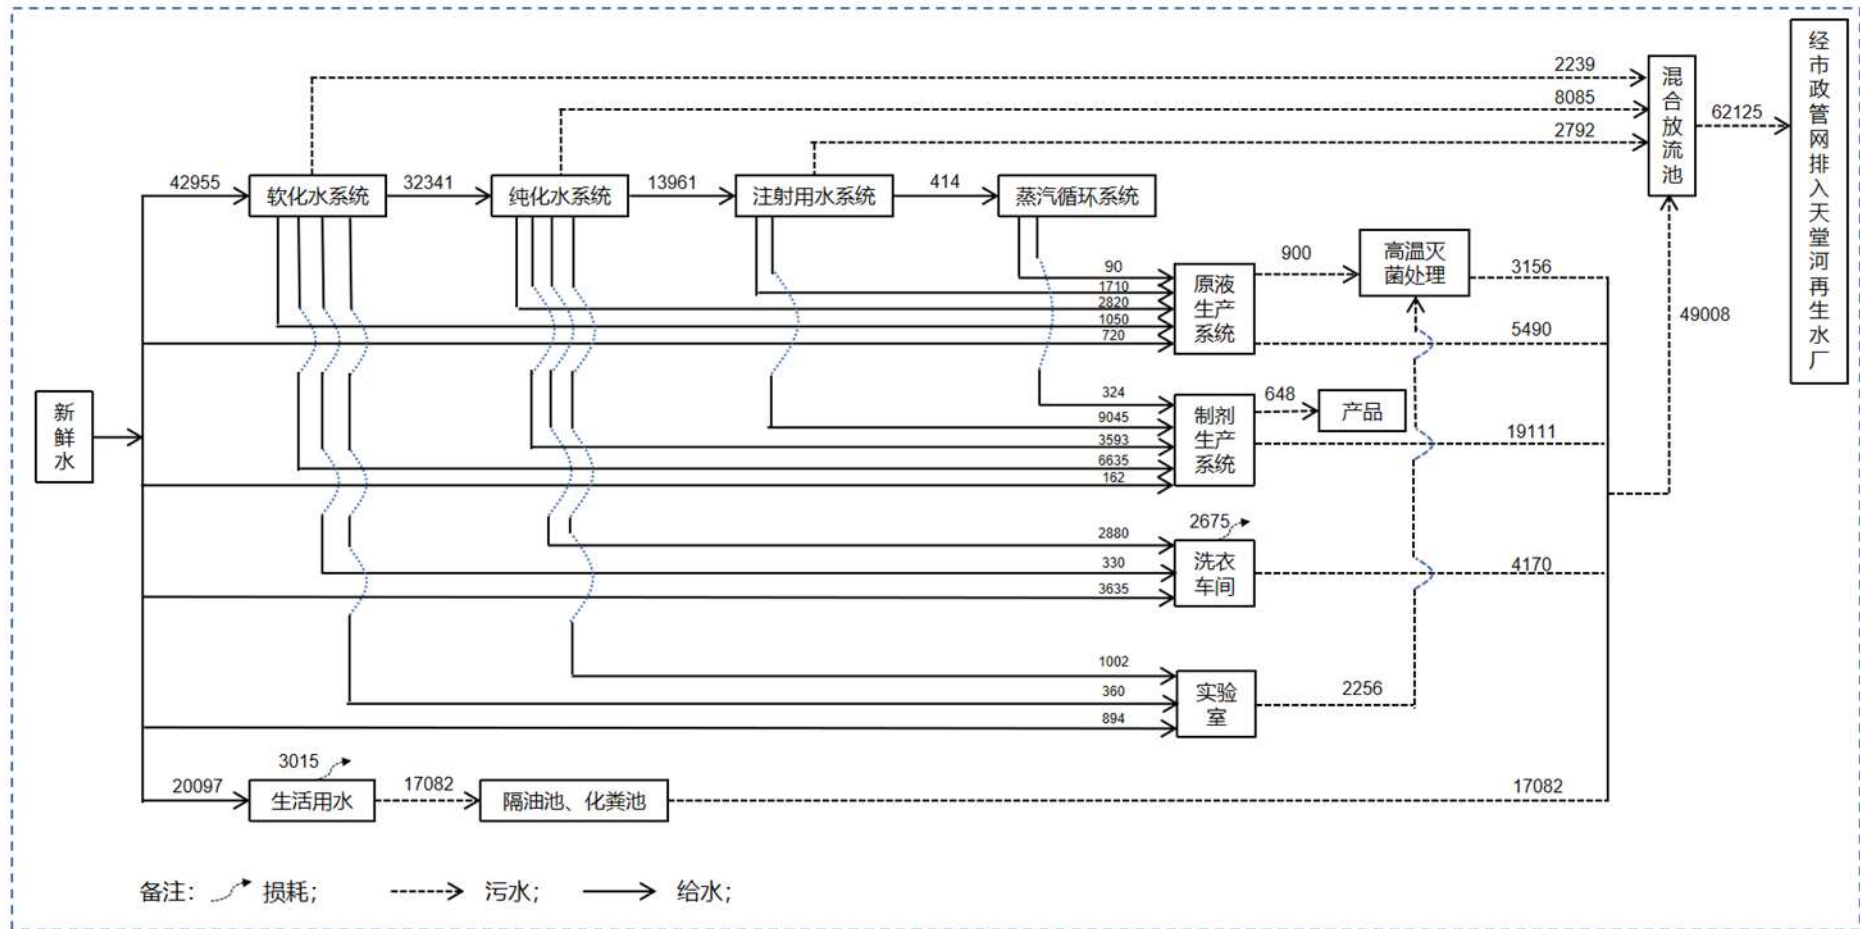 2239
8085
2792
混合放流池
62125
经市政管网排入天堂河再生水厂
42955
软化水系统
32341
纯化水系统
13961
注射用水系统
414
蒸汽循环系统
90
1710
2820
1050
720
原液
生产
系统
900
高温灭
菌处理
3156
5490
49008
新鲜水
324
9045
3593
6635
162
制剂
生产
系统
648
产品
19111
2880
330
3635
2675
洗衣
车间
4170
1002
360
894
实验
室
2256
20097
3015
生活用水
17082
隔油池、化粪池
17082
备注： 损耗； 污水； 给水；